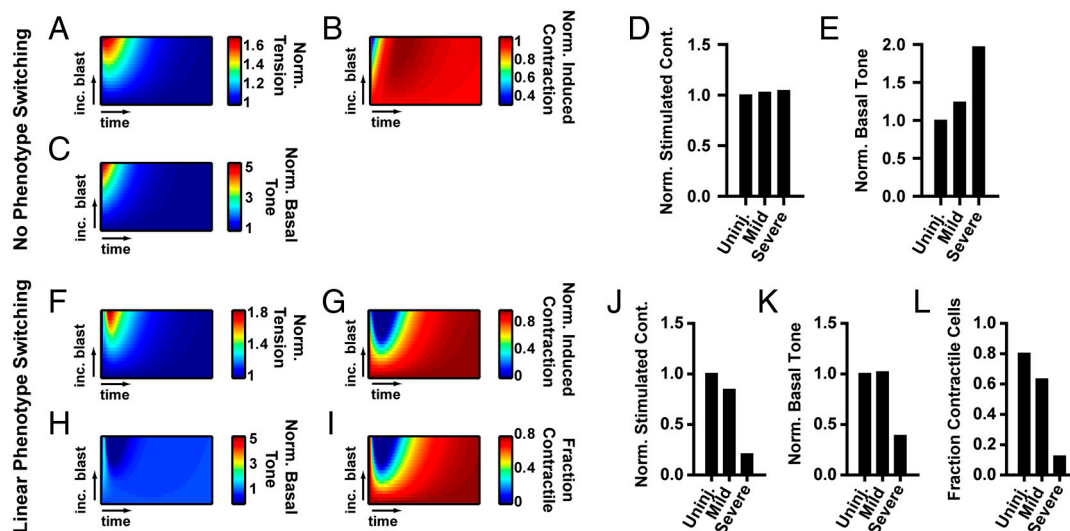 No Phenotype Switching
A
inc. blast
time
1.6
1.4
1.2
1
Norm.
Tension
B
inc. blast
time
1
0.8
0.6
0.4
Norm. Induced
Contraction
C
inc. blast
time
5
3
1
Norm. Basal
Tone
D
Norm. Stimulated Cont.
1.5
1.0
0.5
0.0
Uninj.
Mild
Severe
E
Norm. Basal Tone
2.0
1.5
1.0
0.5
0.0
Uninj.
Mild
Severe
Linear Phenotype Switching
F
inc. blast
time
1.8
1.4
1
Norm.
Tension
G
inc. blast
time
0.8
0.4
0
Norm. Induced
Contraction
H
inc. blast
time
5
3
1
Norm. Basal
Tone
I
inc. blast
time
0.8
0.4
0
Fraction
Contractile
J
Norm. Stimulated Cont.
1.5
1.0
0.5
0.0
Uninj.
Mild
Severe
K
Norm. Basal Tone
1.5
1.0
0.5
0.0
Uninj.
Mild
Severe
L
Fraction Contractile Cells
1.0
0.8
0.6
0.4
0.2
0.0
Uninj.
Mild
Severe